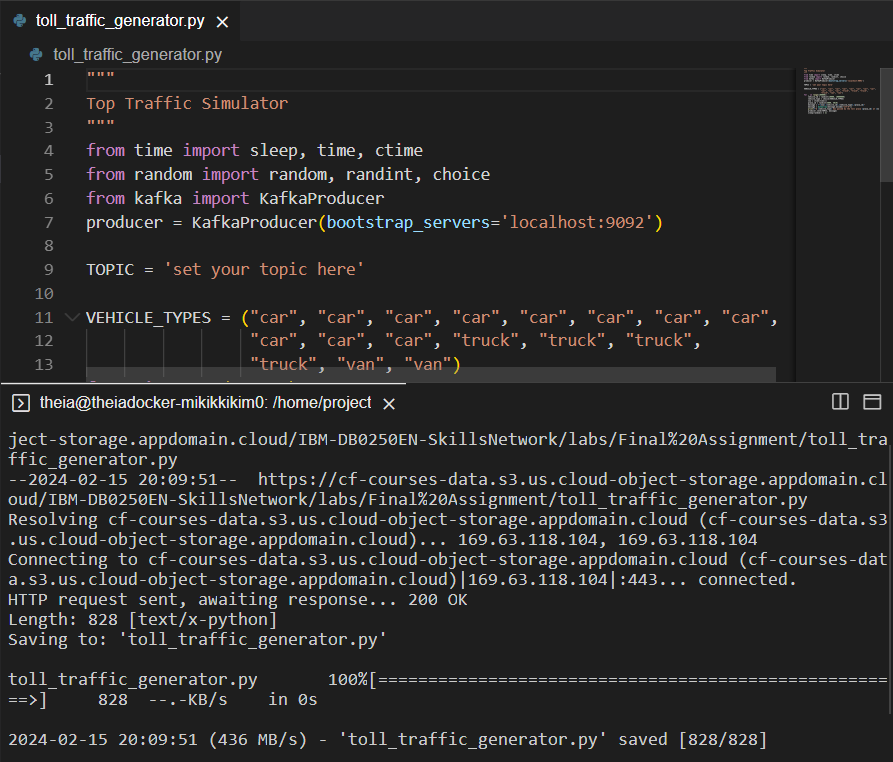 toll_traffic_generator.py
toll_traffic_generator.py
1 """
2 Top Traffic Simulator
3 """
4 from time import sleep, time, ctime
5 from random import random, randint, choice
6 from kafka import KafkaProducer
7 producer = KafkaProducer(bootstrap_servers='localhost:9092')
8
9 TOPIC = 'set your topic here'
10
11 VEHICLE_TYPES = ("car", "car", "car", "car", "car", "car", "car", "car",
12 "car", "car", "car", "truck", "truck", "truck",
13 "truck", "van", "van")
theia@theiadocker-mikikkikim0: /home/project
ject-storage.appdomain.cloud/IBM-DB0250EN-SkillsNetwork/labs/Final%20Assignment/toll_tra
ffic_generator.py
--2024-02-15 20:09:51--  https://cf-courses-data.s3.us.cloud-object-storage.appdomain.cl
oud/IBM-DB0250EN-SkillsNetwork/labs/Final%20Assignment/toll_traffic_generator.py
Resolving cf-courses-data.s3.us.cloud-object-storage.appdomain.cloud (cf-courses-data.s3
.us.cloud-object-storage.appdomain.cloud)... 169.63.118.104, 169.63.118.104
Connecting to cf-courses-data.s3.us.cloud-object-storage.appdomain.cloud (cf-courses-dat
a.s3.us.cloud-object-storage.appdomain.cloud)|169.63.118.104|:443... connected.
HTTP request sent, awaiting response... 200 OK
Length: 828 [text/x-python]
Saving to: 'toll_traffic_generator.py'
toll_traffic_generator.py       100%[===================================================
==>]     828  --.-KB/s    in 0s
2024-02-15 20:09:51 (436 MB/s) - 'toll_traffic_generator.py' saved [828/828]